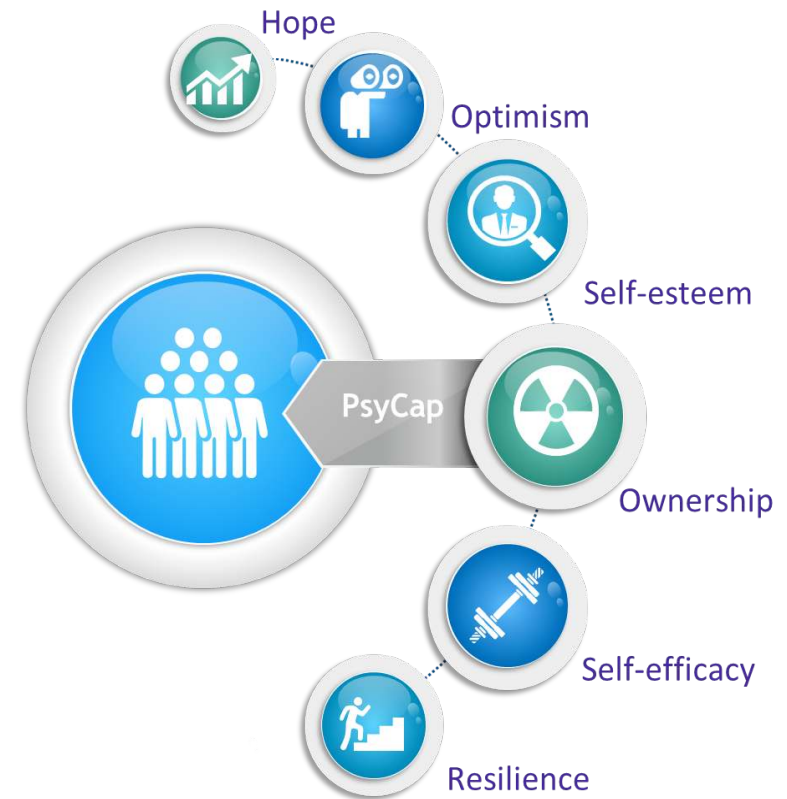 Hope
Optimism
Self-esteem
PsyCap
Ownership
Self-efficacy
Resilience